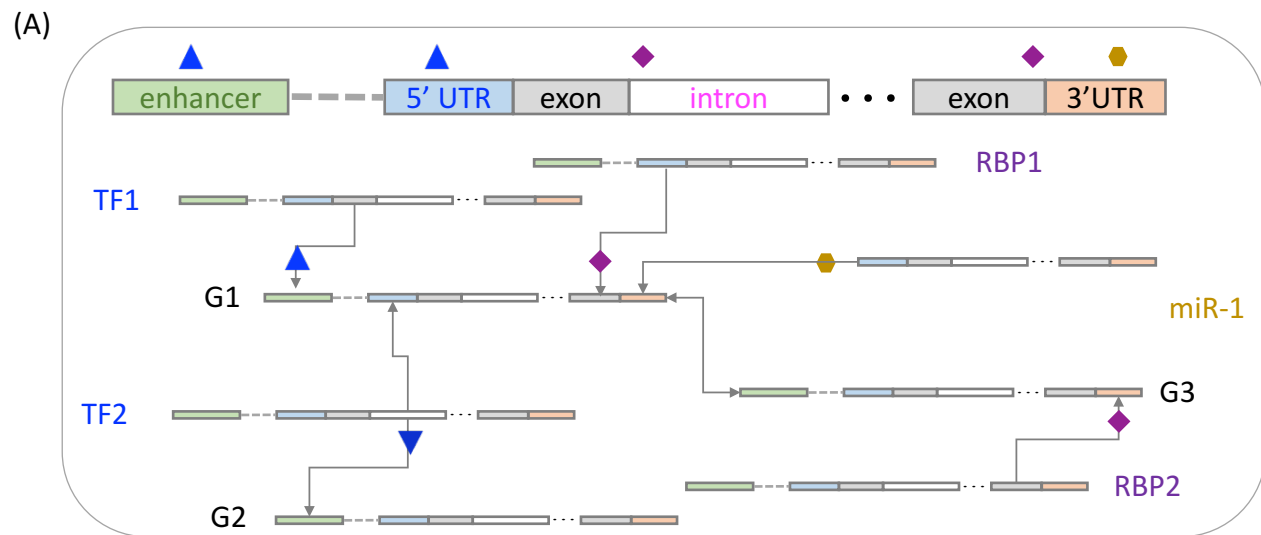 (A)
enhancer 5' UTR exon intron • • • exon 3'UTR
RBP1
TF1
G1
miR-1
G3
TF2
RBP2
G2